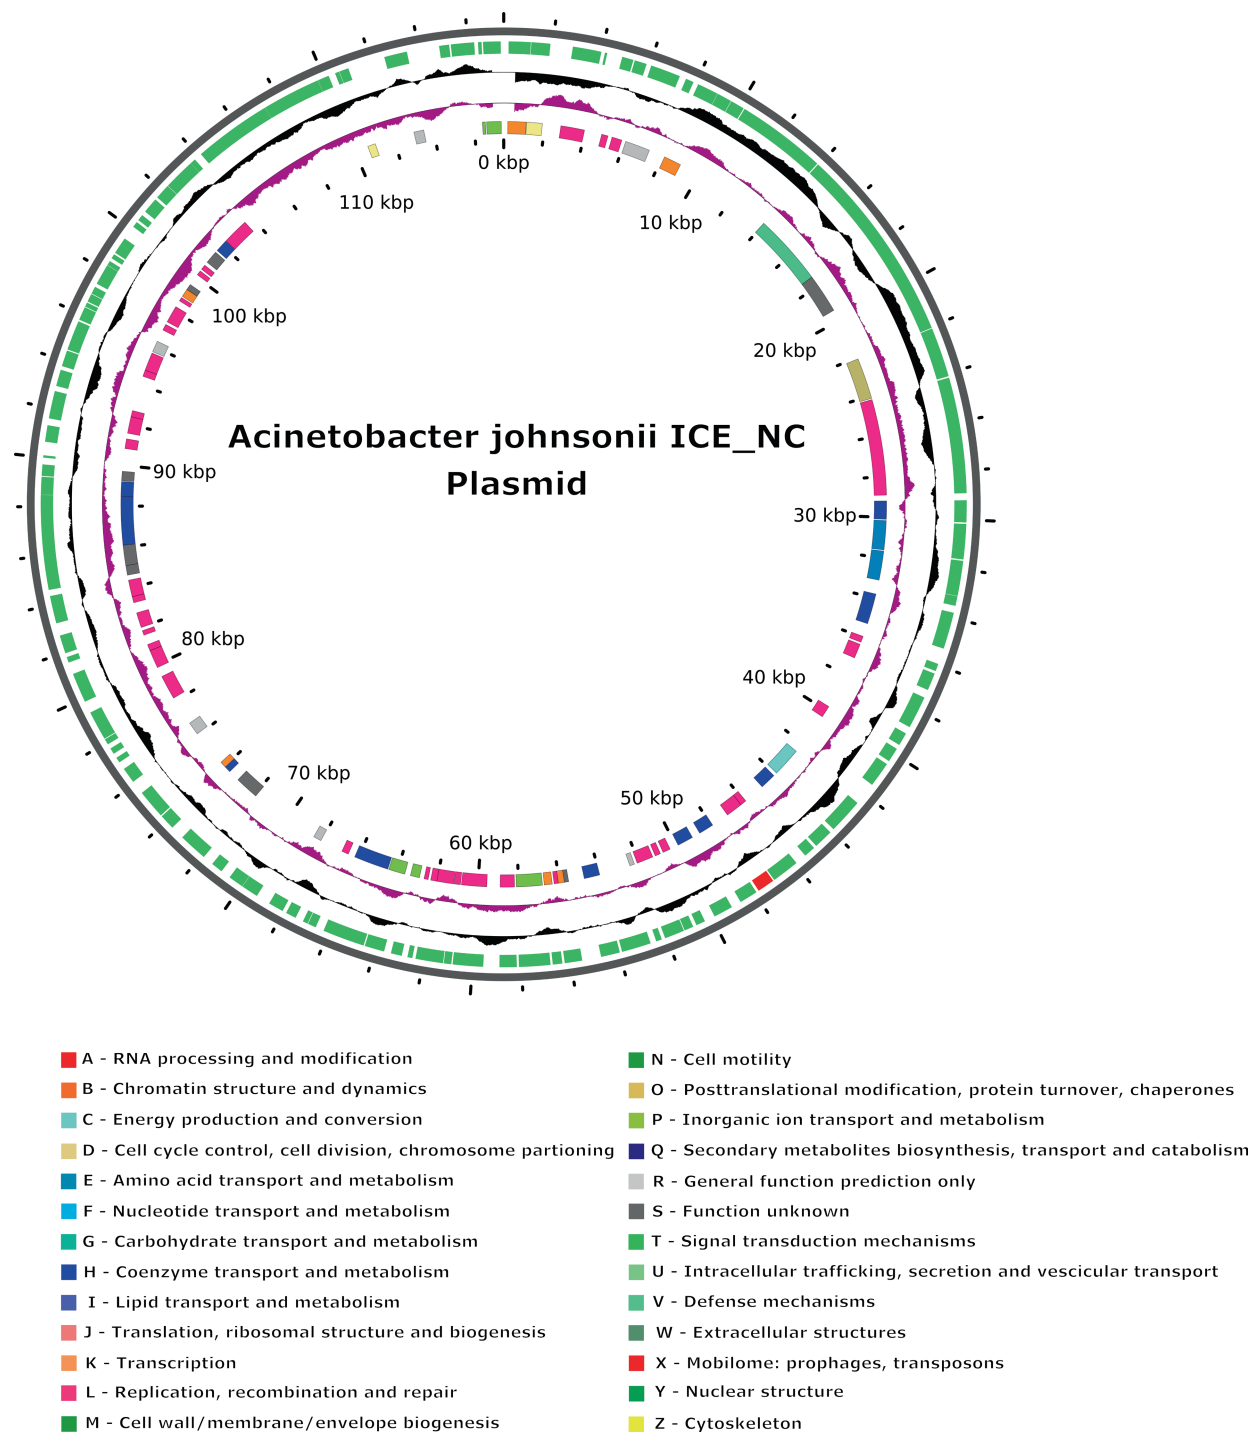 0 kbp
10 kbp
20 kbp
30 kbp
40 kbp
50 kbp
60 kbp
70 kbp
80 kbp
90 kbp
100 kbp
110 kbp
Acinetobacter johnsonii ICE_NC
Plasmid
A - RNA processing and modification
B - Chromatin structure and dynamics
C - Energy production and conversion
D - Cell cycle control, cell division, chromosome partioning
E - Amino acid transport and metabolism
F - Nucleotide transport and metabolism
G - Carbohydrate transport and metabolism
H - Coenzyme transport and metabolism
I - Lipid transport and metabolism
J - Translation, ribosomal structure and biogenesis
K - Transcription
L - Replication, recombination and repair
M - Cell wall/membrane/envelope biogenesis
N - Cell motility
O - Posttranslational modification, protein turnover, chaperones
P - Inorganic ion transport and metabolism
Q - Secondary metabolites biosynthesis, transport and catabolism
R - General function prediction only
S - Function unknown
T - Signal transduction mechanisms
U - Intracellular trafficking, secretion and vescicular transport
V - Defense mechanisms
W - Extracellular structures
X - Mobilome: prophages, transposons
Y - Nuclear structure
Z - Cytoskeleton